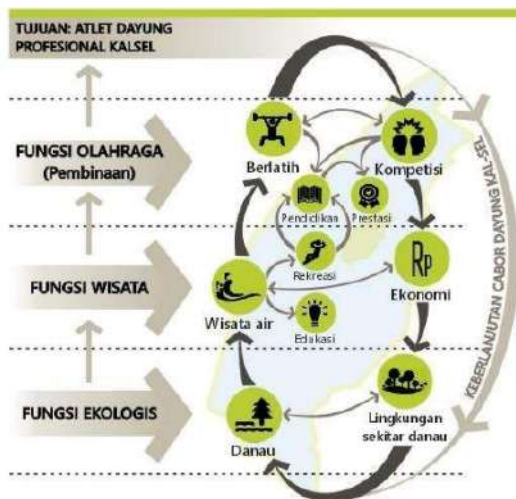 TUJUAN: ATLET DAYUNG
PROFESIONAL KALSEL
FUNGSI OLAHRAGA
(Pembinaan)
Berlatih
Kompetisi
Pendidikan
Prestasi
Rekreasi
Rp
Ekonomi
FUNGSI WISATA
Wisata air
Edukasi
FUNGSI EKOLOGIS
Danau
Lingkungan
sekitar danau
KEBERLANJUTAN CABOR DAYUNG KAL-SEL